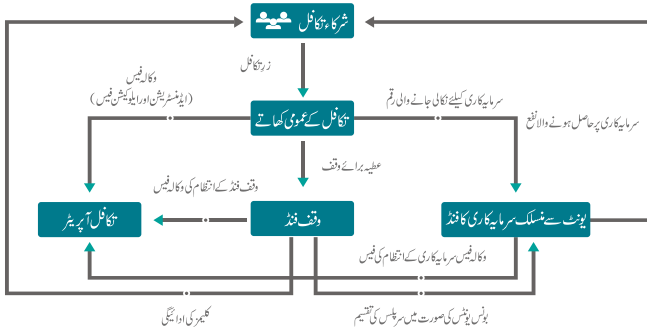 شرکاء تکافل
زرِ تکافل
وکالہ فیس
(ایڈمنسٹریشن اور ایلوکیشن فیس)
سرمایہ کاری کیلئے نکالی جانے والی رقم
سرمایہ کاری پر حاصل ہونے والا نفع
تکافل کے عمومی کھاتے
عطیہ برائے وقف
وقف فنڈ کے انتظام کی وکالہ فیس
یونٹ سے منسلک سرمایہ کاری کا فنڈ
وقف فنڈ
تکافل آپریٹر
وکالہ فیس سرمایہ کاری کے انتظام کی فیس
بونس یونٹس کی صورت میں سرپلس کی تقسیم
کلیمز کی ادائیگی